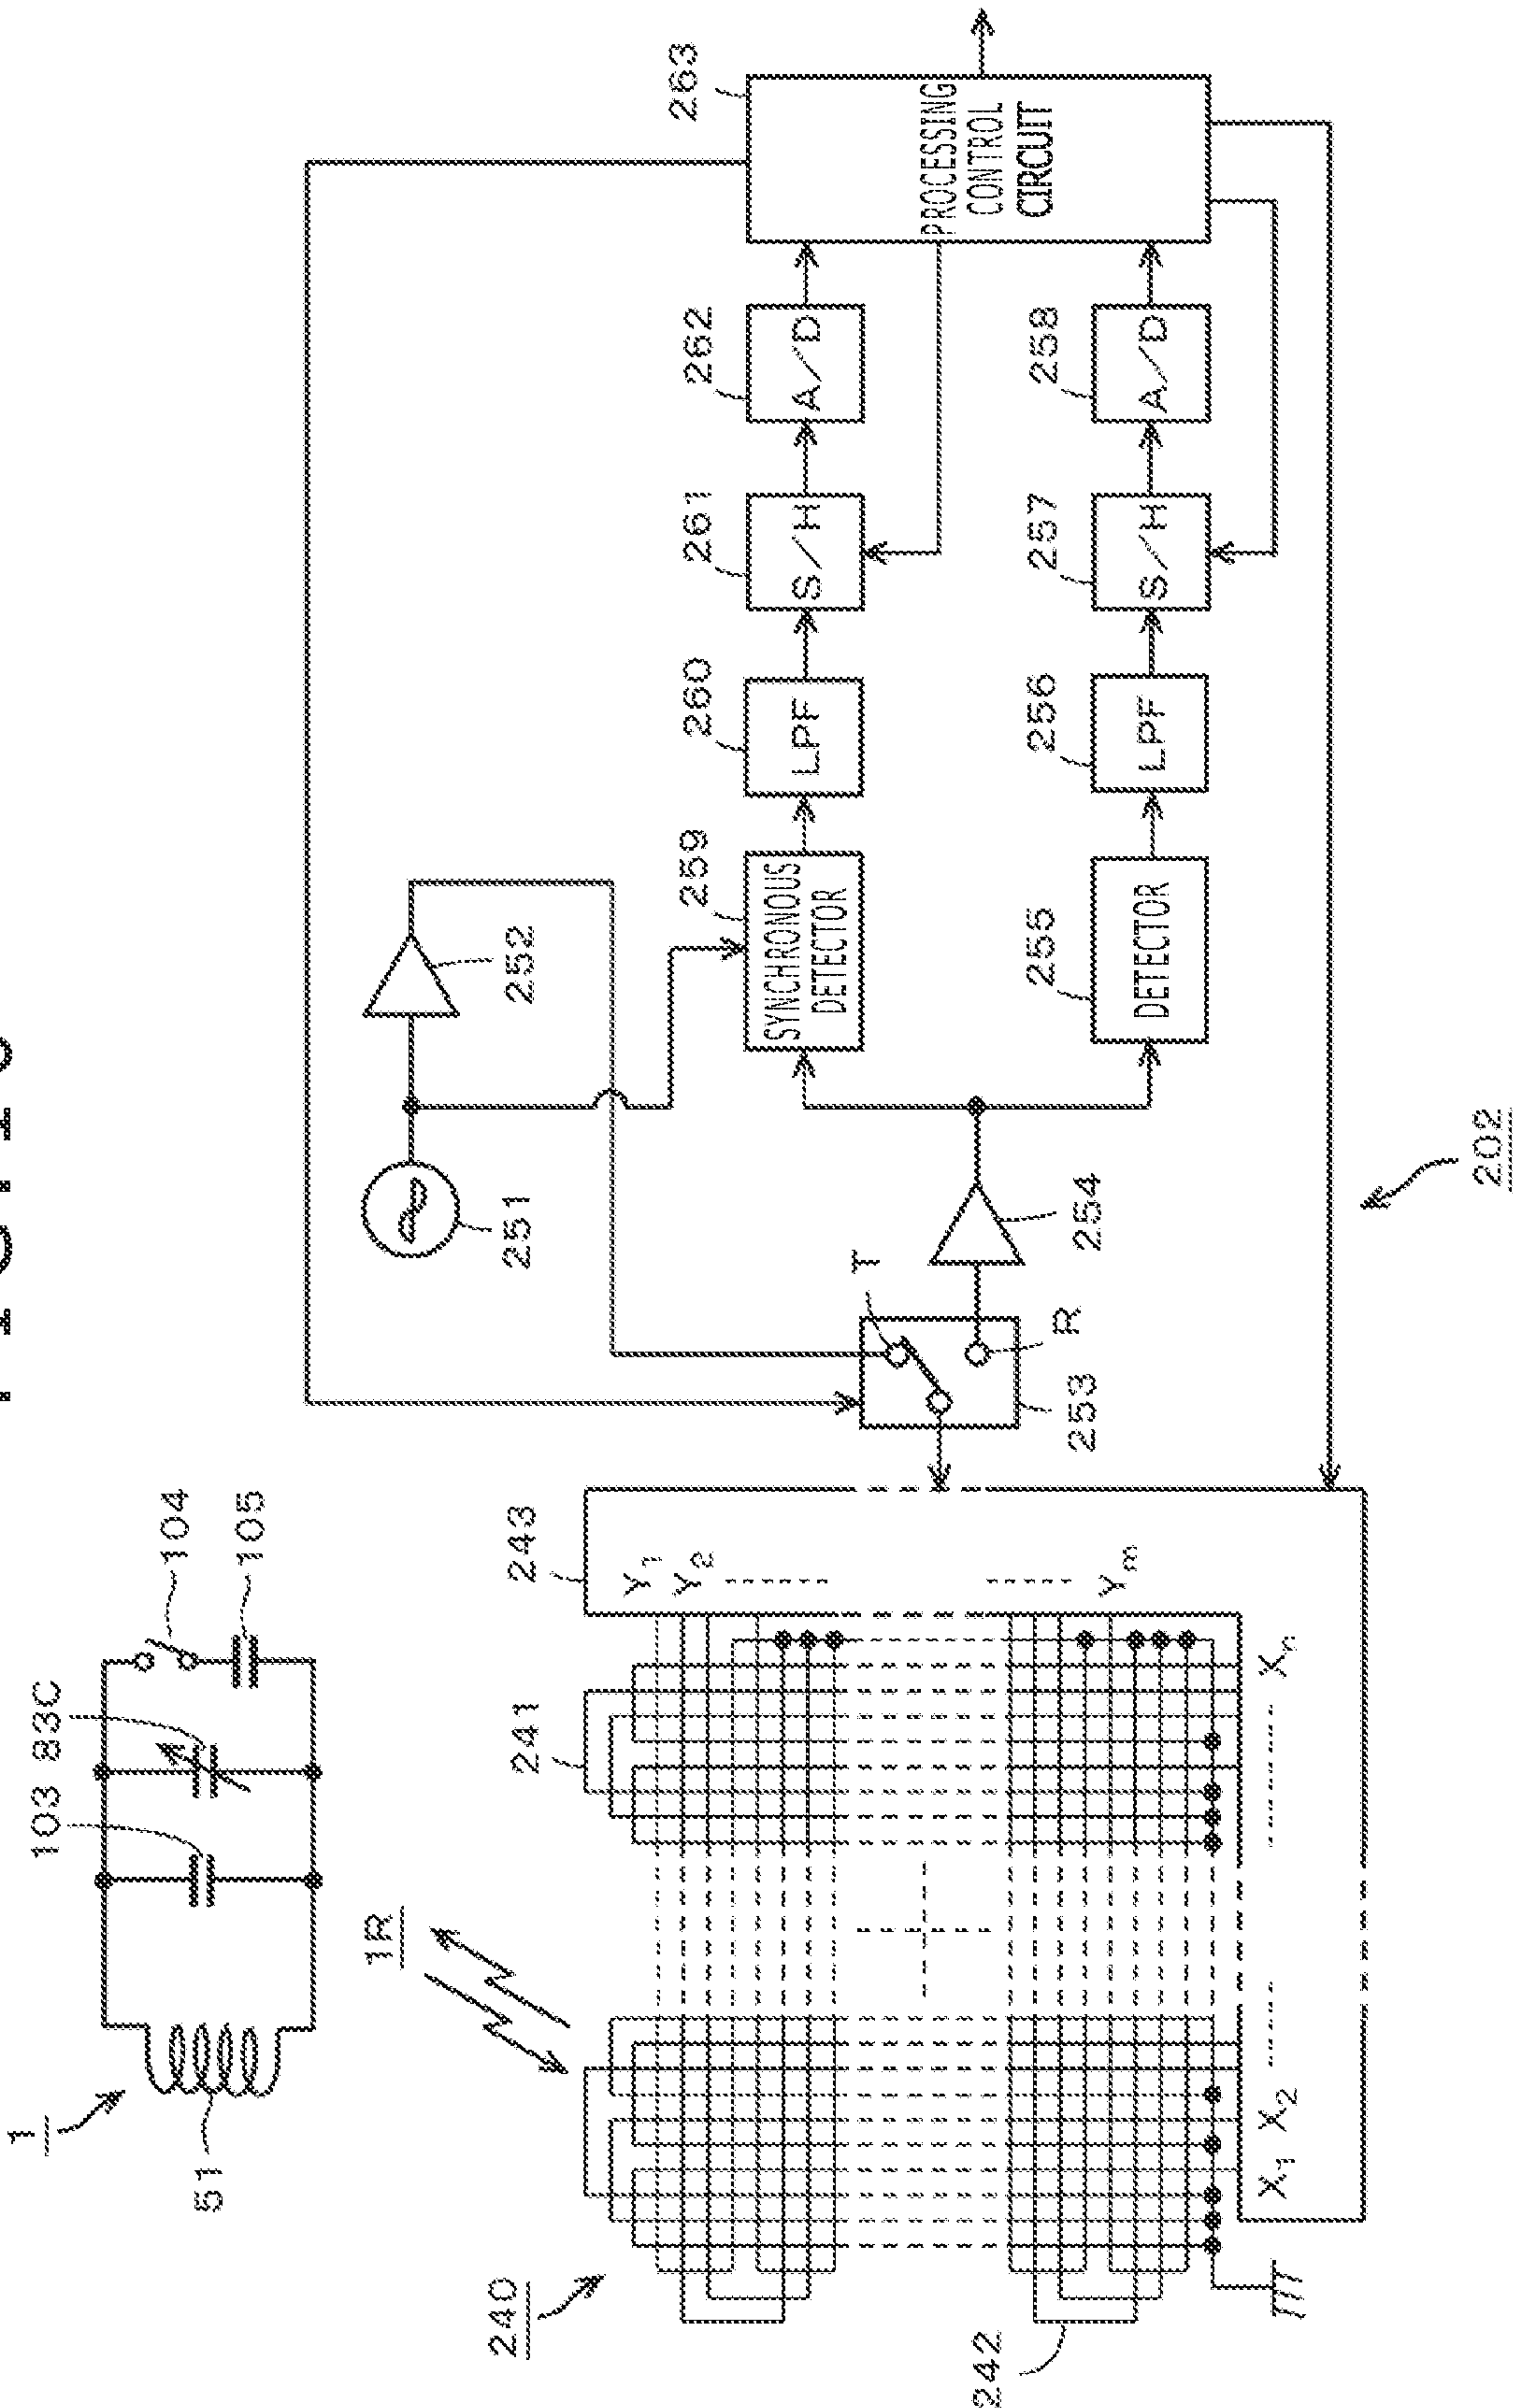 1
51
103
83C
104
105
1R
240
241
242
243
Y1
Y2
Ym
X1
X2
Xn
251
252
253
T
R
254
SYNCHRONOUS
DETECTOR
259
LPF
260
S/H
261
A/D
262
DETECTOR
255
LPF
256
S/H
257
A/D
258
PROCESSING
CONTROL
CIRCUIT
263
202